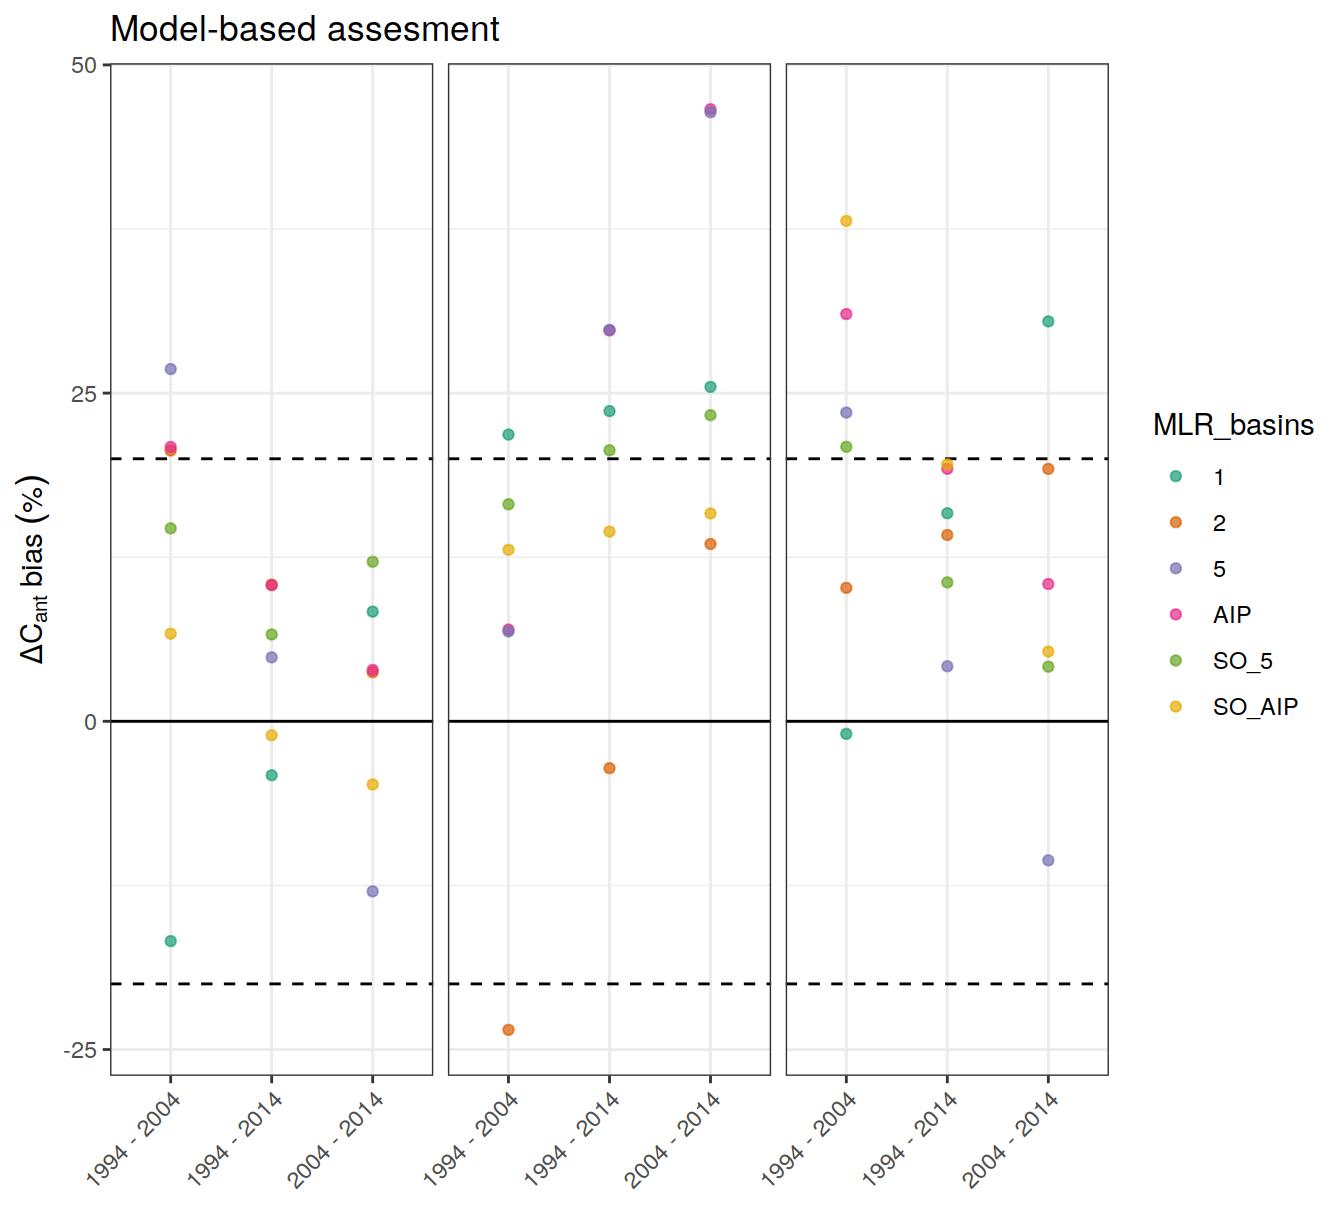 Model-based assesment
50
25
0
-25
ΔCant bias (%)
1994 - 2004
1994 - 2014
2004 - 2014
1994 - 2004
1994 - 2014
2004 - 2014
1994 - 2004
1994 - 2014
2004 - 2014
MLR_basins
1
2
5
AIP
SO_5
SO_AIP